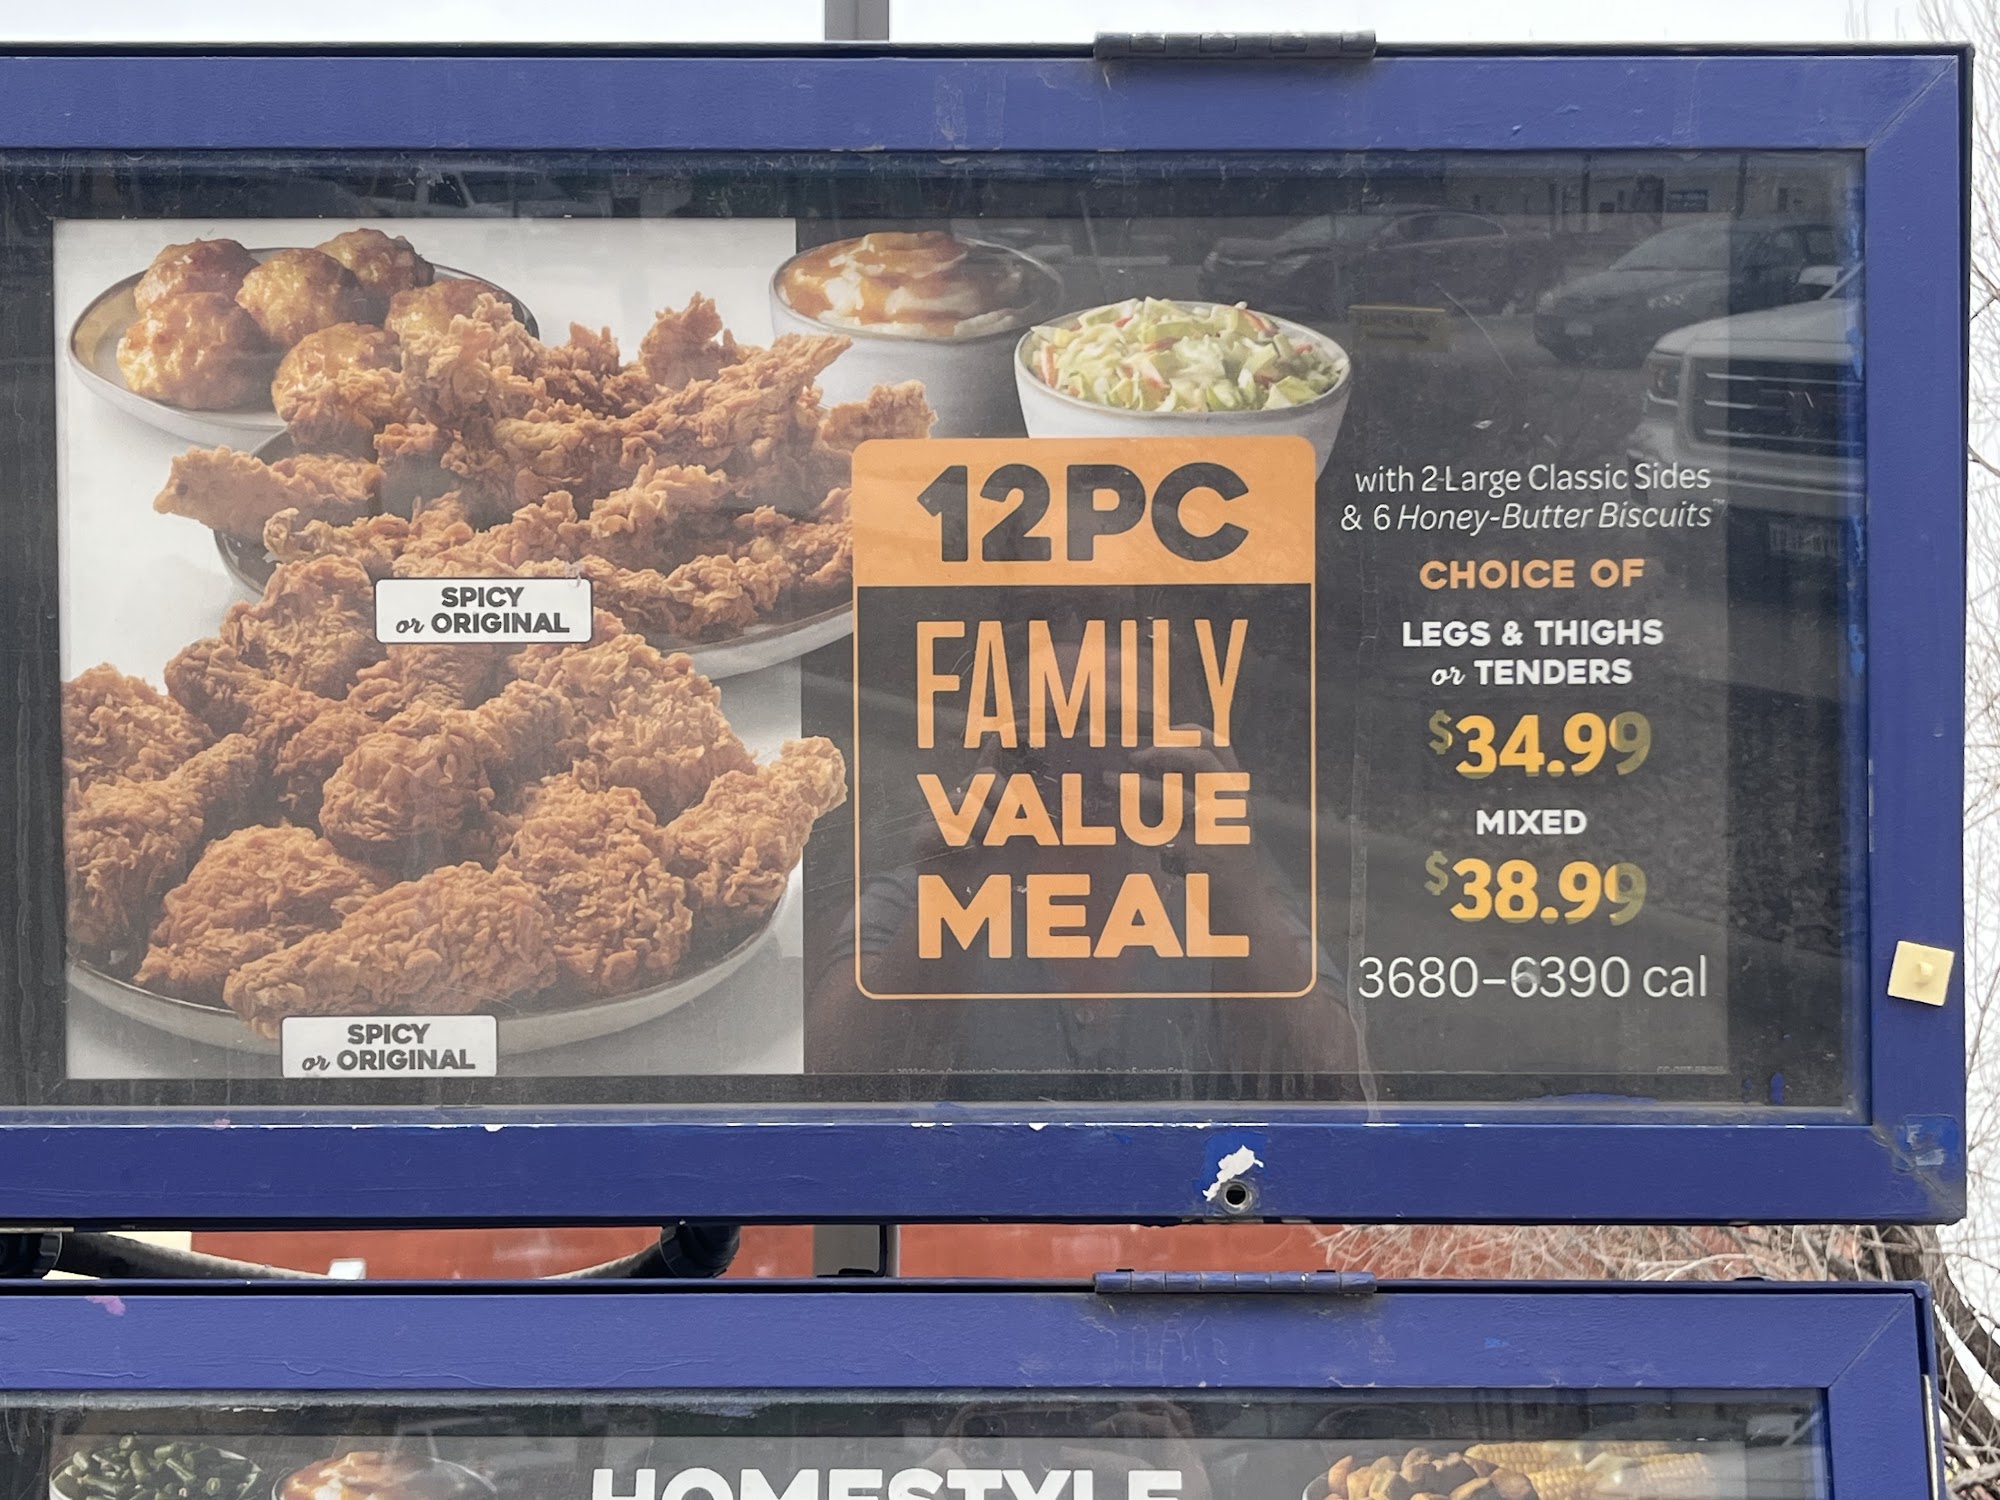 SPICY
or ORIGINAL
SPICY
or ORIGINAL
12PC
FAMILY
VALUE
MEAL
with 2 Large Classic Sides
& 6 Honey-Butter Biscuits™
CHOICE OF
LEGS & THIGHS
or TENDERS
$34.99
MIXED
$38.99
3680–6390 cal
HOMESTYLE